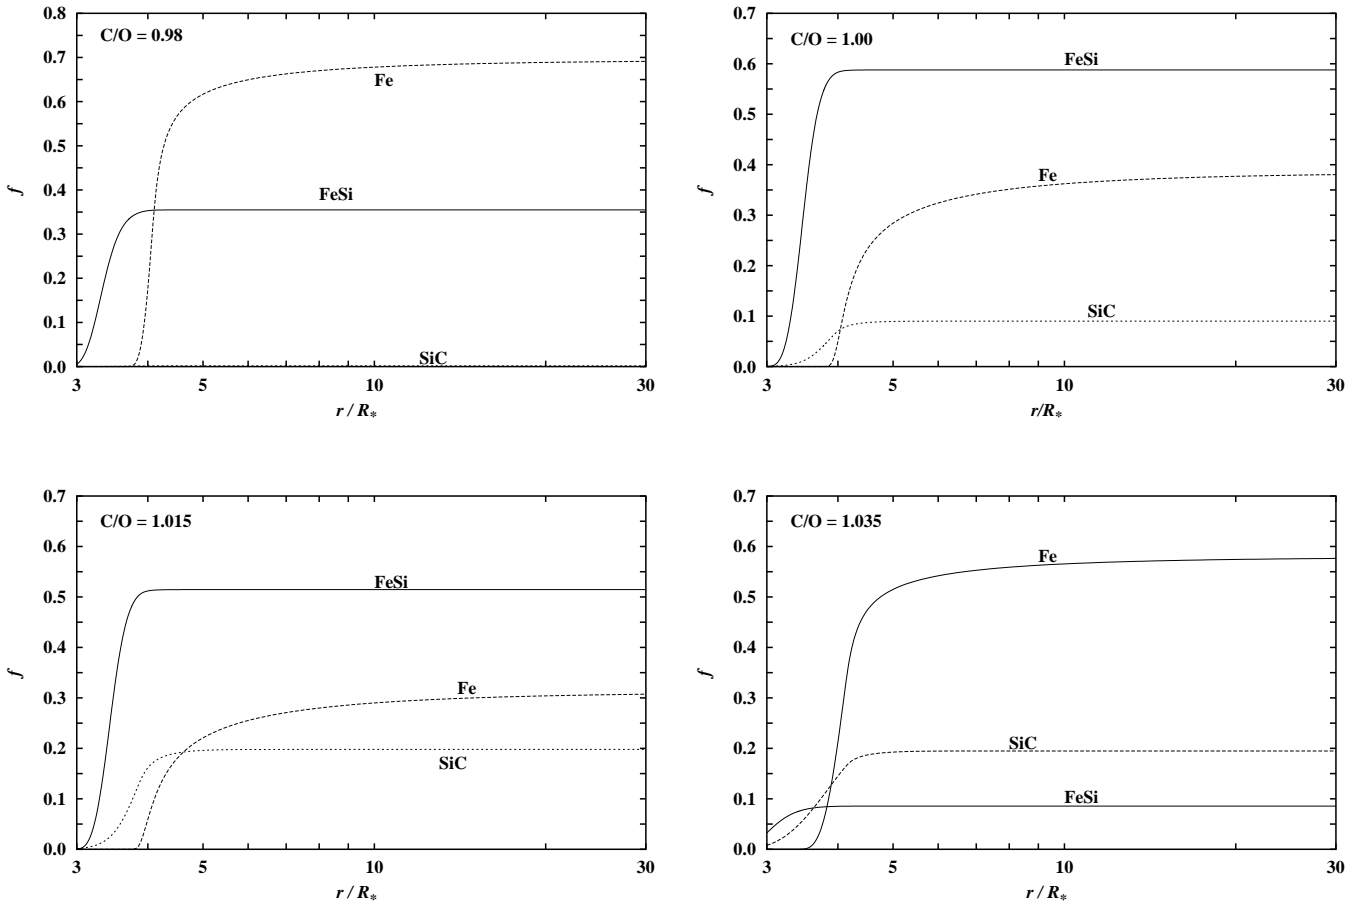 C/O = 0.98
0.8
0.7
0.6
0.5
0.4
0.3
0.2
0.1
0.0
f
Fe
FeSi
SiC
3 5 10 30
r / R*
C/O = 1.00
0.7
0.6
0.5
0.4
0.3
0.2
0.1
0.0
f
FeSi
Fe
SiC
3 5 10 30
r/R*
C/O = 1.015
0.7
0.6
0.5
0.4
0.3
0.2
0.1
0.0
f
FeSi
Fe
SiC
3 5 10 30
r / R*
C/O = 1.035
0.7
0.6
0.5
0.4
0.3
0.2
0.1
0.0
f
Fe
SiC
FeSi
3 5 10 30
r / R*